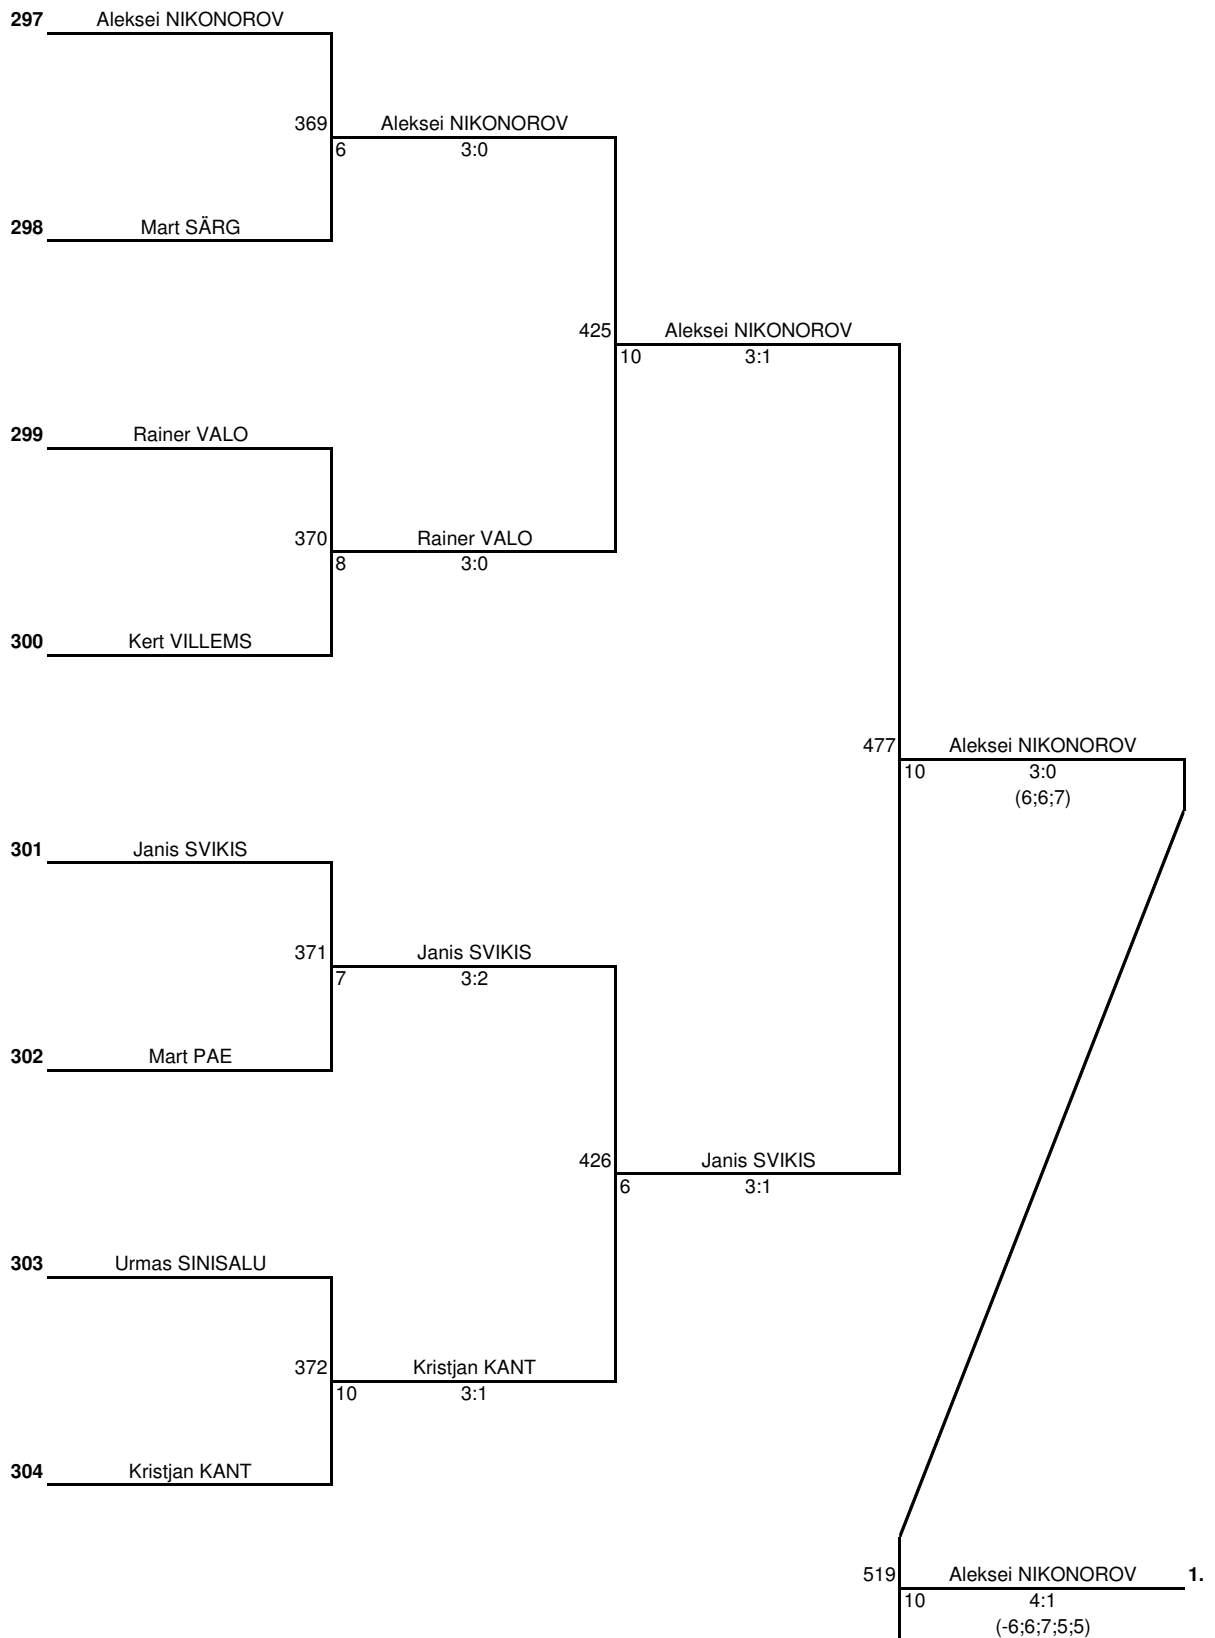 297 Aleksei NIKONOROV
369 Aleksei NIKONOROV
6 3:0
298 Mart SÄRG
425 Aleksei NIKONOROV
10 3:1
299 Rainer VALO
370 Rainer VALO
8 3:0
300 Kert VILLEMS
477 Aleksei NIKONOROV
10 3:0
(6;6;7)
301 Janis SVIKIS
371 Janis SVIKIS
7 3:2
302 Mart PAE
426 Janis SVIKIS
6 3:1
303 Urmas SINISALU
372 Kristjan KANT
10 3:1
304 Kristjan KANT
519 Aleksei NIKONOROV 1.
10 4:1
(-6;6;7;5;5)